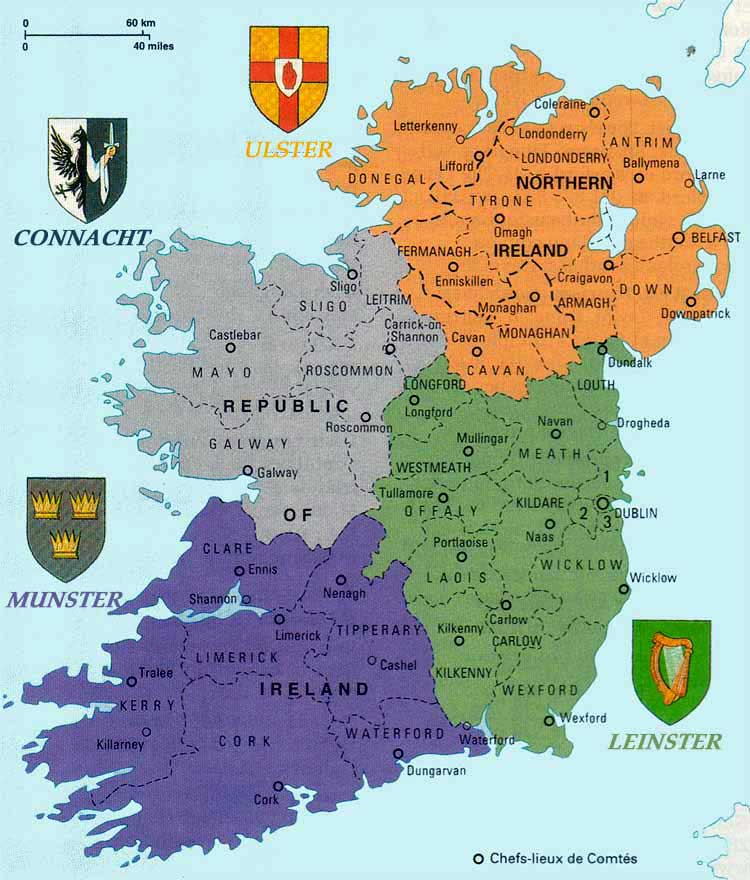 0 60 km
0 40 miles
ULSTER
CONNACHT
MUNSTER
LEINSTER
Coleraine
Letterkenny
Londonderry
ANTRIM
Lifford
LONDONDERRY
Ballymena
DONEGAL
NORTHERN
Larne
TYRONE
Omagh
BELFAST
FERMANAGH
IRELAND
Enniskillen
Craigavon
DOWN
Sligo
LEITRIM
Monaghan
ARMAGH
SLIGO
Downpatrick
Carrick-on-
Shannon
Cavan
MONAGHAN
Castlebar
Dundalk
MAYO
ROSCOMMON
CAVAN
LONGFORD
LOUTH
REPUBLIC
Longford
Roscommon
Navan
Drogheda
GALWAY
Mullingar
MEATH
Galway
WESTMEATH
1
Tullamore
KILDARE
OF
OFFALY
2
DUBLIN
3
Naas
CLARE
Portlaoise
Ennis
WICKLOW
Nenagh
LAOIS
Wicklow
Shannon
Carlow
Limerick
TIPPERARY
Kilkenny
CARLOW
LIMERICK
Cashel
Tralee
KILKENNY
IRELAND
WEXFORD
KERRY
Wexford
Killarney
CORK
WATERFORD
Waterford
Dungarvan
Cork
Chefs-lieux de Comtés